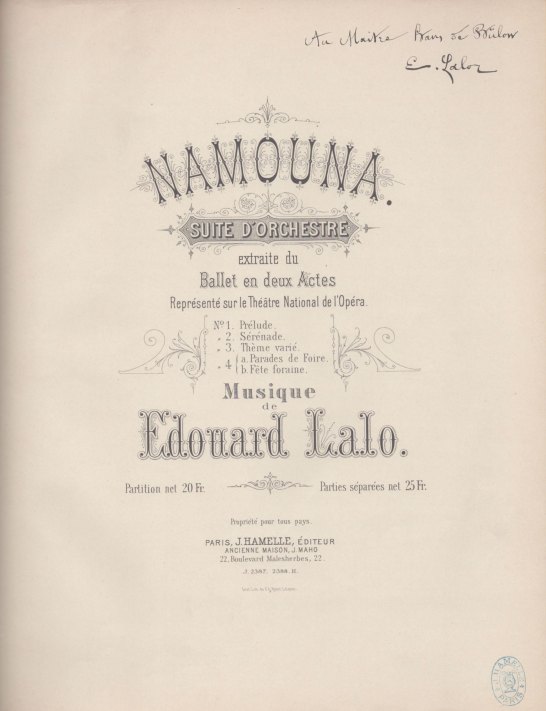 Au Maitre Hans de Bülow
E. Lalo
NAMOUNA.
SUITE D'ORCHESTRE
extraite du
Ballet en deux Actes
Représenté sur le Théâtre National de l'Opéra.
No 1. Prélude.
„ 2. Sérénade.
„ 3. Thème varié.
„ 4 { a. Parades de Foire.
b. Fête foraine.
Musique
de
Edouard Lalo.
Partition net 20 Fr. Parties séparées net 25 Fr.
Propriété pour tous pays.
PARIS, J. HAMELLE, ÉDITEUR
ANCIENNE MAISON, J. MAHO
22, Boulevard Malesherbes, 22
J. 2387. 2388. H.
J. HAMELLE
PARIS